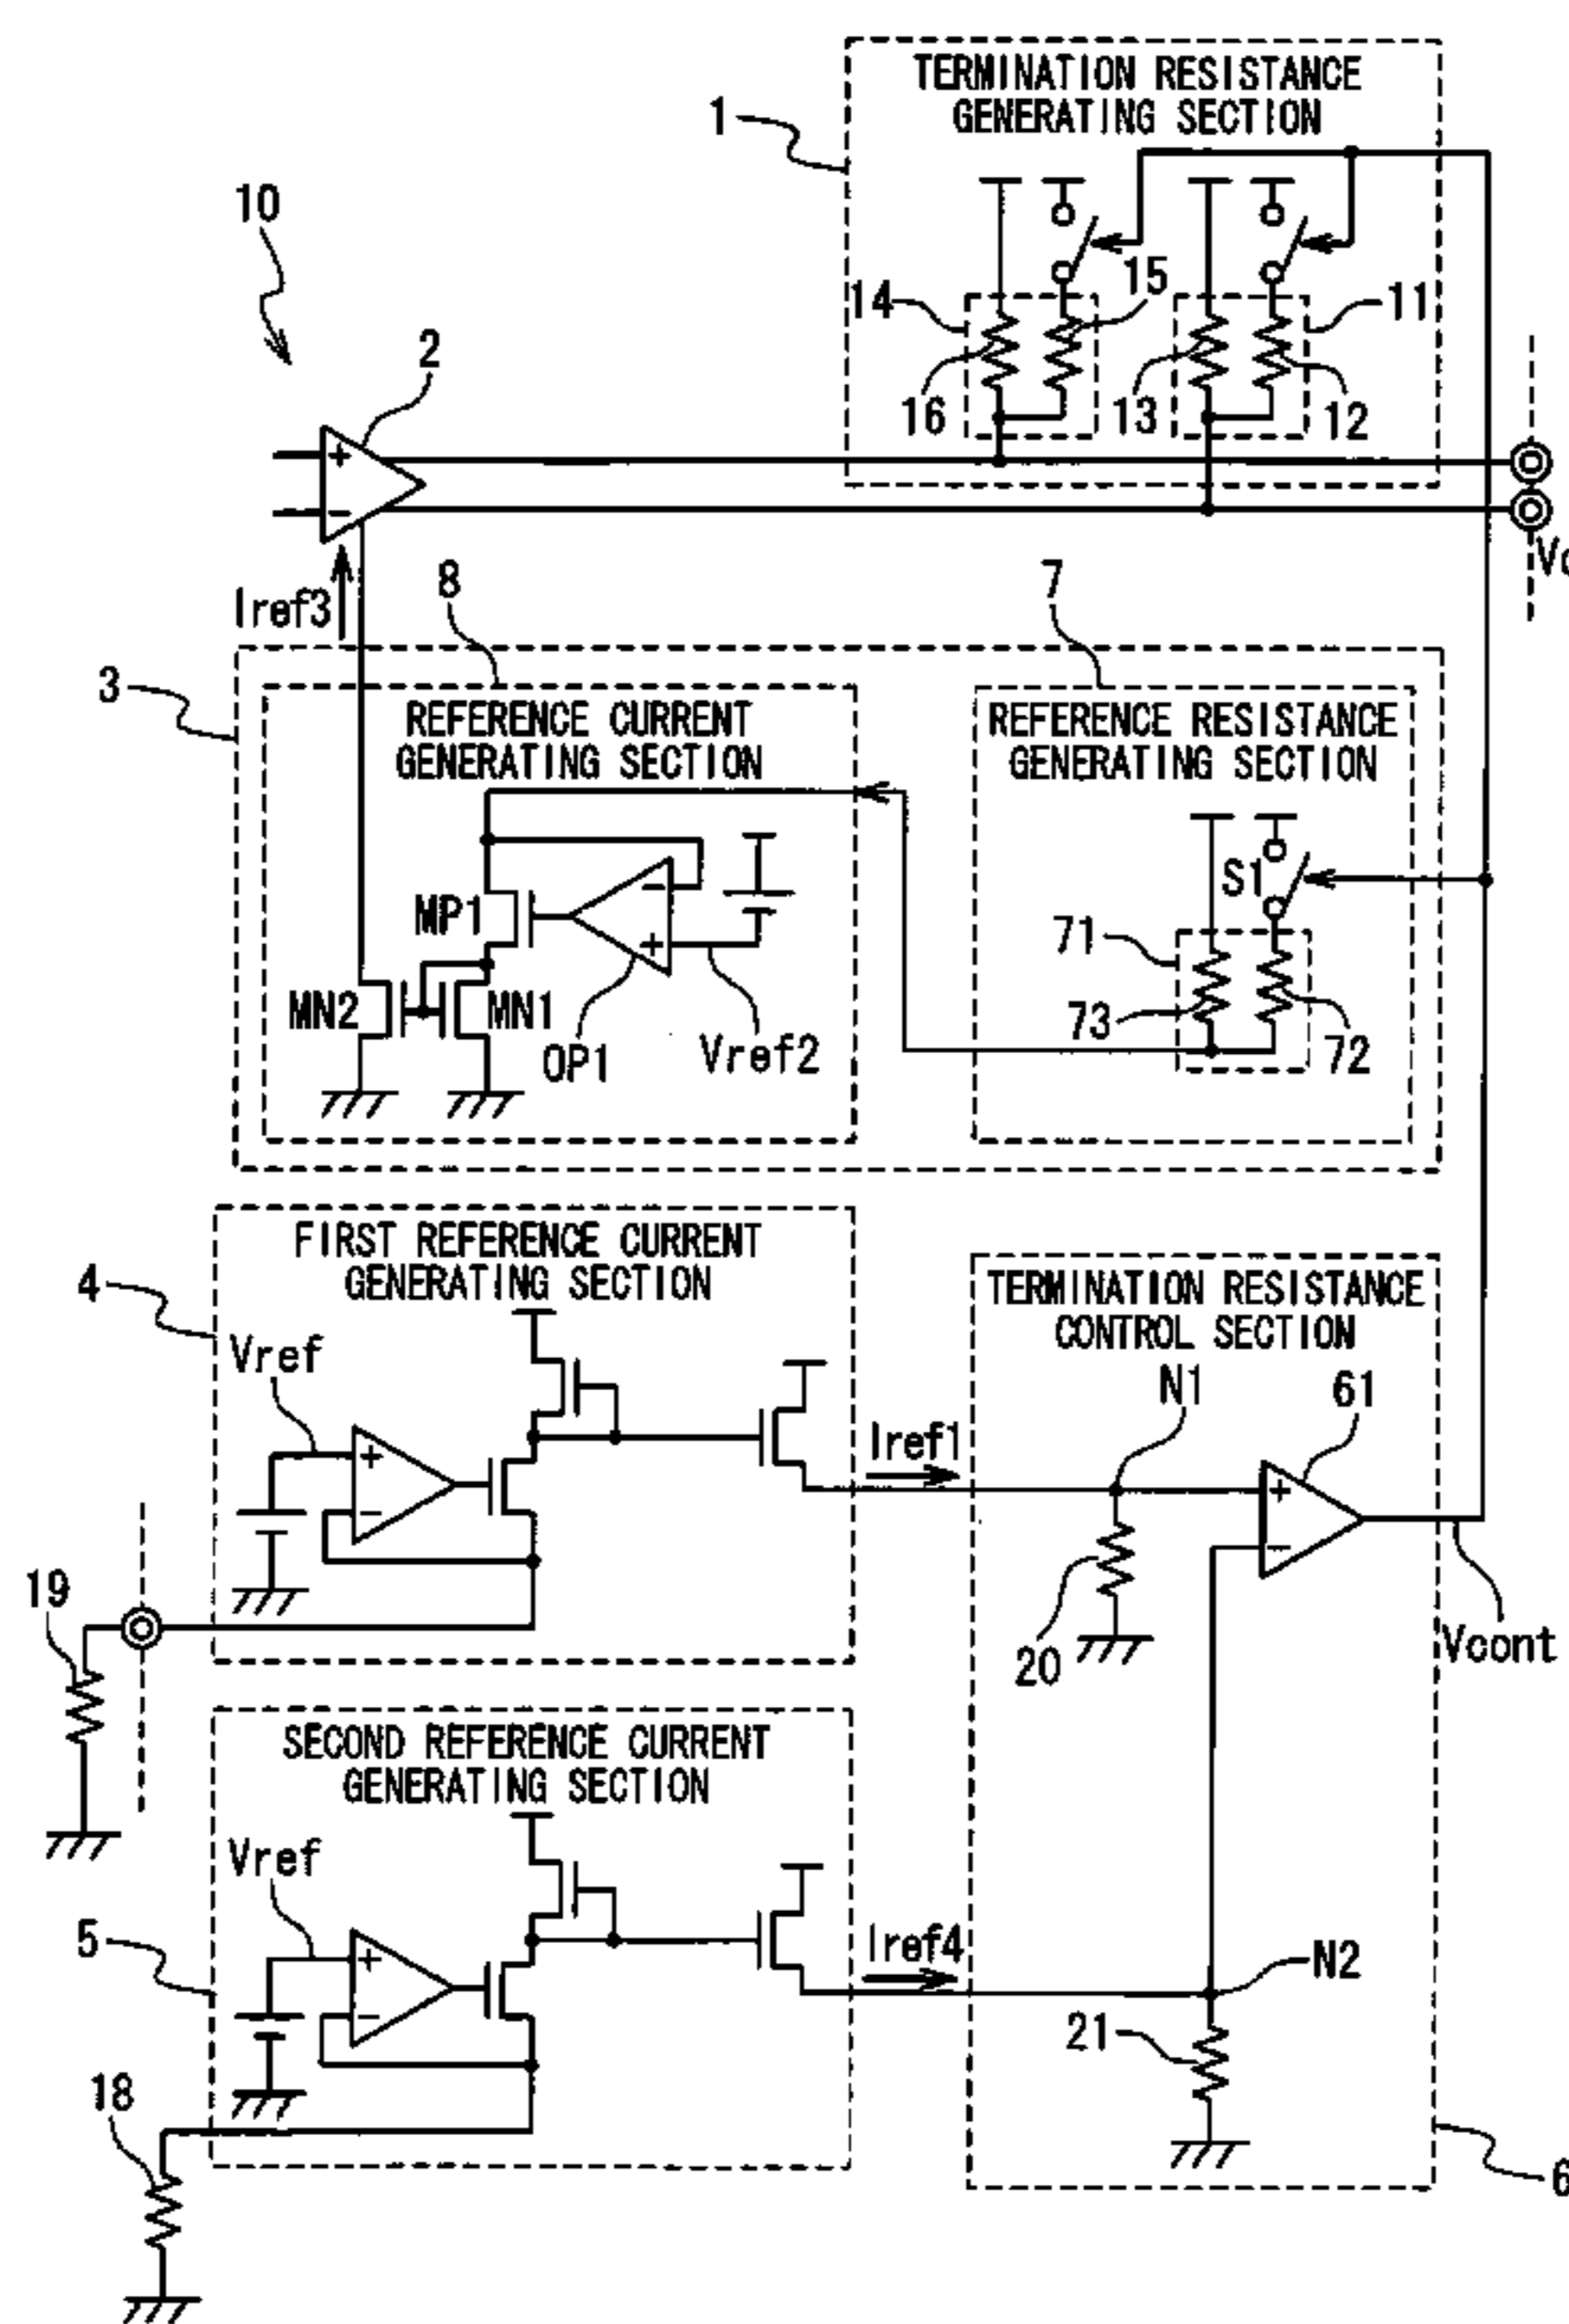 TERMINATION RESISTANCE
GENERATING SECTION
1
10
14
15
11
2
16
13
12
Iref3
8
7
3
REFERENCE CURRENT
GENERATING SECTION
REFERENCE RESISTANCE
GENERATING SECTION
S1
MP1
71
MN2
MN1
73
OP1
Vref2
72
FIRST REFERENCE CURRENT
GENERATING SECTION
4
TERMINATION RESISTANCE
CONTROL SECTION
Vref
N1
61
Iref1
+
-
+
-
+
-
+
-
+
-
19
20
Vcont
SECOND REFERENCE CURRENT
GENERATING SECTION
Vref
5
Iref4
N2
21
18
6